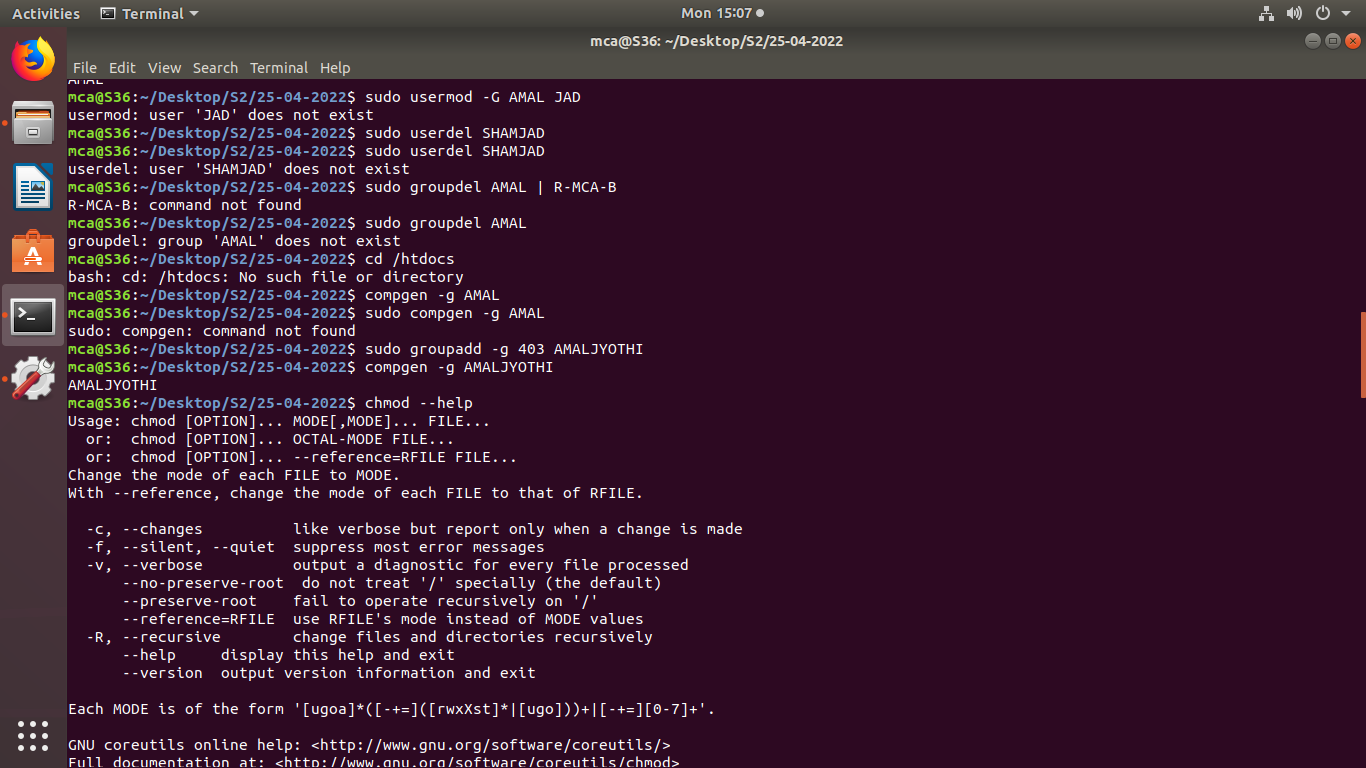 Activities Terminal Mon 15:07
mca@S36: ~/Desktop/S2/25-04-2022
File Edit View Search Terminal Help
AMAL
mca@S36:~/Desktop/S2/25-04-2022$ sudo usermod -G AMAL JAD
usermod: user 'JAD' does not exist
mca@S36:~/Desktop/S2/25-04-2022$ sudo userdel SHAMJAD
mca@S36:~/Desktop/S2/25-04-2022$ sudo userdel SHAMJAD
userdel: user 'SHAMJAD' does not exist
mca@S36:~/Desktop/S2/25-04-2022$ sudo groupdel AMAL | R-MCA-B
R-MCA-B: command not found
mca@S36:~/Desktop/S2/25-04-2022$ sudo groupdel AMAL
groupdel: group 'AMAL' does not exist
mca@S36:~/Desktop/S2/25-04-2022$ cd /htdocs
bash: cd: /htdocs: No such file or directory
mca@S36:~/Desktop/S2/25-04-2022$ compgen -g AMAL
mca@S36:~/Desktop/S2/25-04-2022$ sudo compgen -g AMAL
sudo: compgen: command not found
mca@S36:~/Desktop/S2/25-04-2022$ sudo groupadd -g 403 AMALJYOTHI
mca@S36:~/Desktop/S2/25-04-2022$ compgen -g AMALJYOTHI
AMALJYOTHI
mca@S36:~/Desktop/S2/25-04-2022$ chmod --help
Usage: chmod [OPTION]... MODE[,MODE]... FILE...
  or:  chmod [OPTION]... OCTAL-MODE FILE...
  or:  chmod [OPTION]... --reference=RFILE FILE...
Change the mode of each FILE to MODE.
With --reference, change the mode of each FILE to that of RFILE.

  -c, --changes          like verbose but report only when a change is made
  -f, --silent, --quiet  suppress most error messages
  -v, --verbose          output a diagnostic for every file processed
      --no-preserve-root  do not treat '/' specially (the default)
      --preserve-root    fail to operate recursively on '/'
      --reference=RFILE  use RFILE's mode instead of MODE values
  -R, --recursive        change files and directories recursively
      --help     display this help and exit
      --version  output version information and exit

Each MODE is of the form '[ugoa]*([-+=]([rwxXst]*|[ugo]))+|[-+=][0-7]+'.

GNU coreutils online help: <http://www.gnu.org/software/coreutils/>
Full documentation at: <http://www.gnu.org/software/coreutils/chmod>